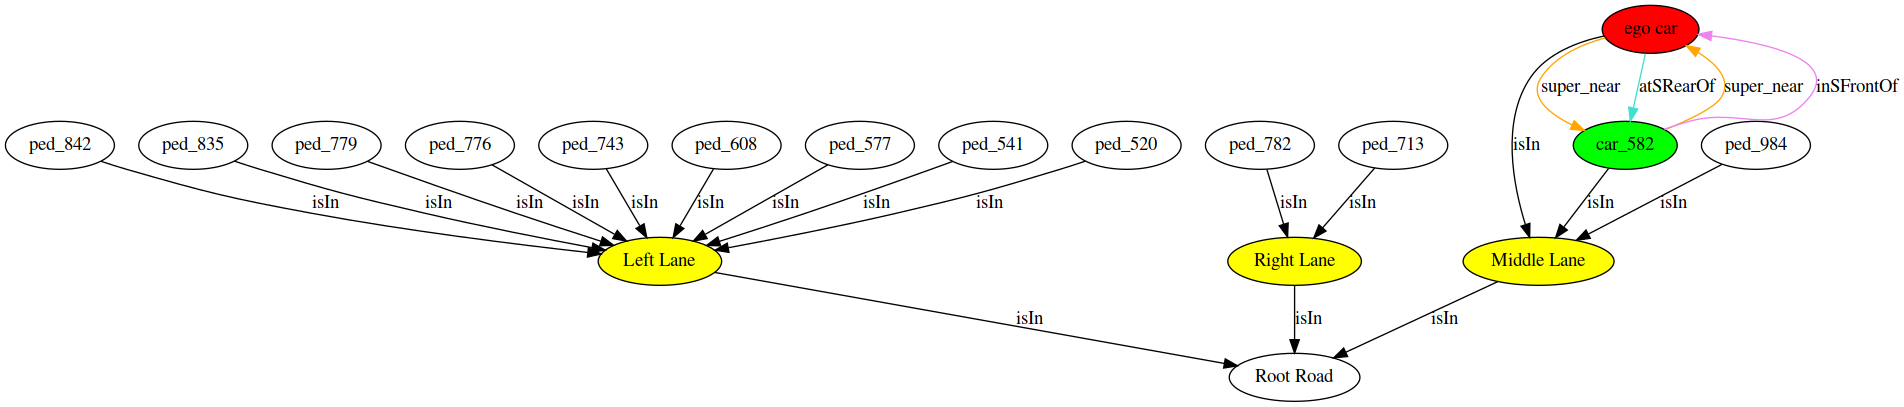 ego car
super_near
atSRearOf
super_near
inSFrontOf
ped_842
ped_835
ped_779
ped_776
ped_743
ped_608
ped_577
ped_541
ped_520
ped_782
ped_713
isIn
car_582
ped_984
isIn
isIn
isIn
isIn
isIn
isIn
isIn
isIn
isIn
isIn
isIn
isIn
isIn
Left Lane
Right Lane
Middle Lane
isIn
isIn
isIn
Root Road